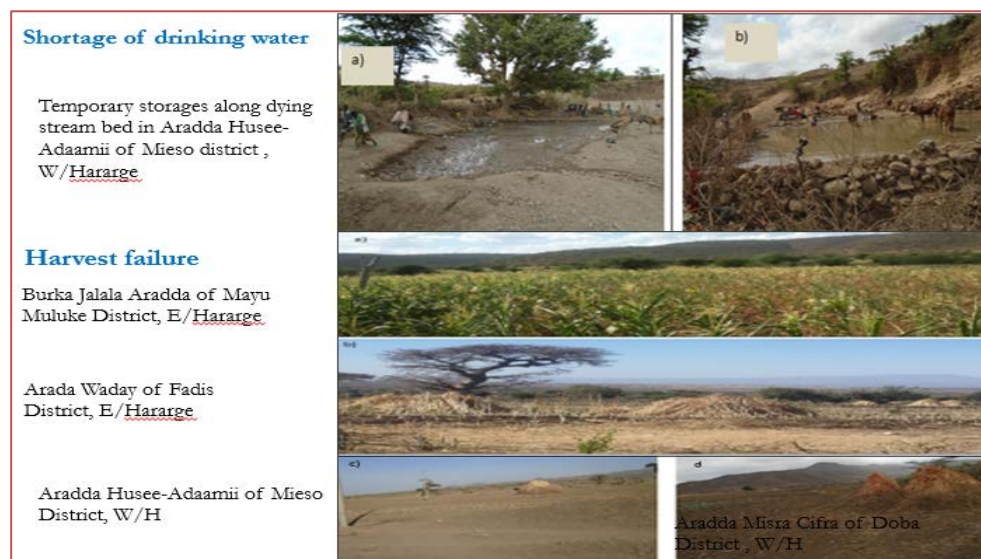 Shortage of drinking water
Temporary storages along dying
stream bed in Aradda Husee-
Adaamii of Mieso district ,
W/Hararge
a)
b)
Harvest failure
Burka Jalala Aradda of Mayu
Muluke District, E/Hararge
Arada Waday of Fadis
District, E/Hararge
Aradda Husee-Adaamii of Mieso
District, W/H
c)
d
Aradda Misra Cifra of Doba
District , W/H